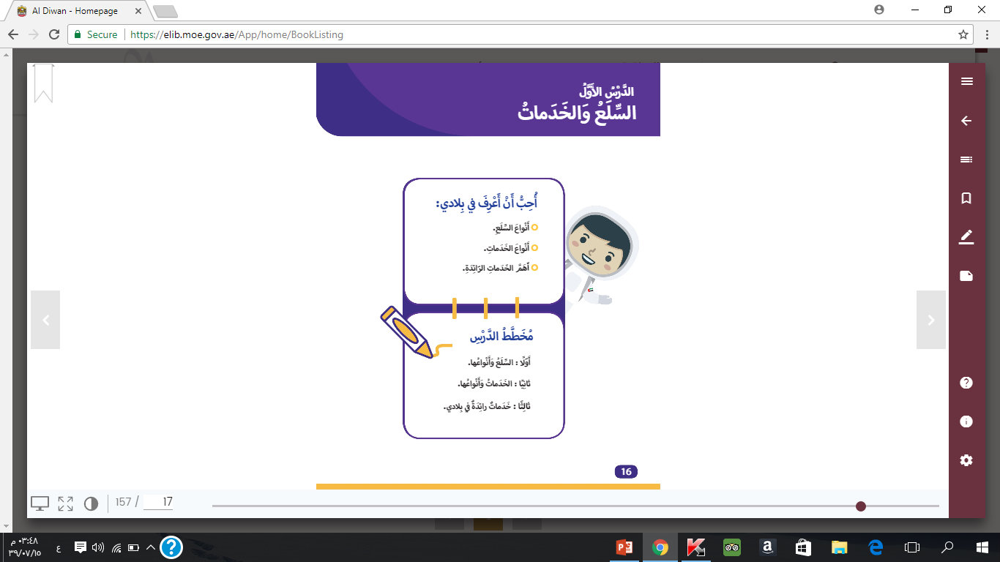 Al Diwan - Homepage
Secure https://elib.moe.gov.ae/App/home/BookListing
الدَّرْسُ الأَوَّلُ
السِّلَعُ وَالخَدَماتُ
أُحِبُّ أَنْ أَعْرِفَ في بِلادي:
أَنْواعَ السِّلَعِ.
أَنْواعَ الخَدَماتِ.
أَهَمَّ الخَدَماتِ الرّائِدَةِ.
مُخَطَّطُ الدَّرْسِ
أَوَّلًا : السِّلَعُ وَأَنْواعُها.
ثانِيًا : الخَدَماتُ وَأَنْواعُها.
ثالِثًا : خَدَماتٌ رائِدَةٌ في بِلادي.
16
157 / 17
٠٣:٤٨ م
٣٩/٠٧/١٥
ع